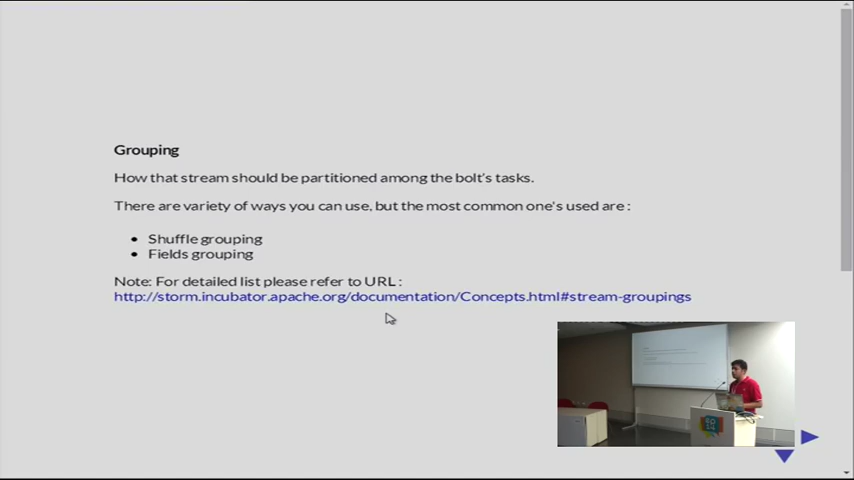 Grouping
How that stream should be partitioned among the bolt's tasks.
There are variety of ways you can use, but the most common one's used are :
Shuffle grouping
Fields grouping
Note: For detailed list please refer to URL :
http://storm.incubator.apache.org/documentation/Concepts.html#stream-groupings